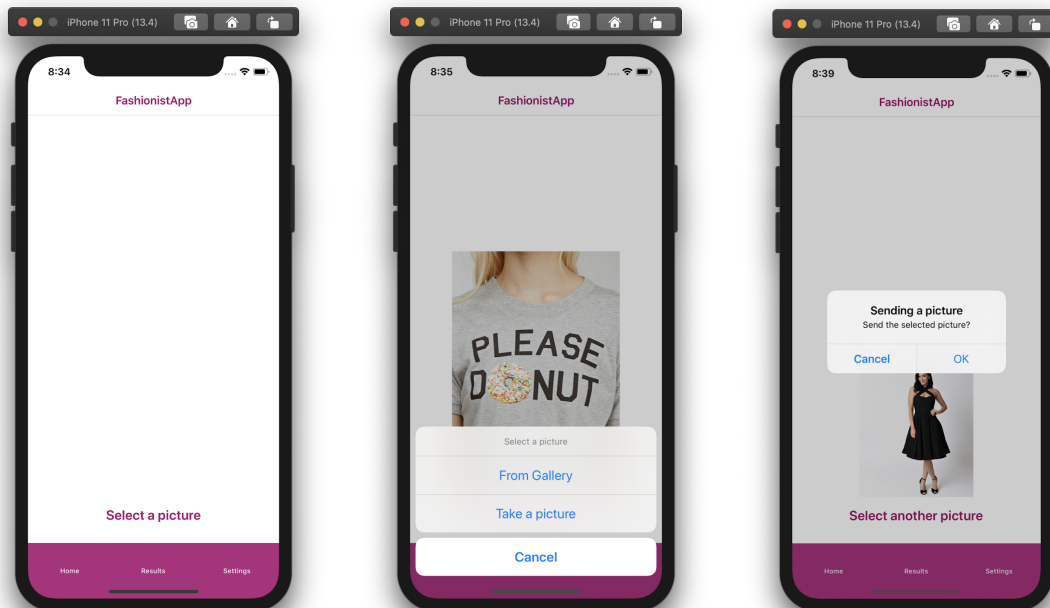 iPhone 11 Pro (13.4)
8:34
FashionistApp
Select a picture
Home
Results
Settings
iPhone 11 Pro (13.4)
8:35
FashionistApp
PLEASE
D NUT
Select a picture
From Gallery
Take a picture
Cancel
iPhone 11 Pro (13.4)
8:39
FashionistApp
Sending a picture
Send the selected picture?
Cancel
OK
Select another picture
Home
Results
Settings